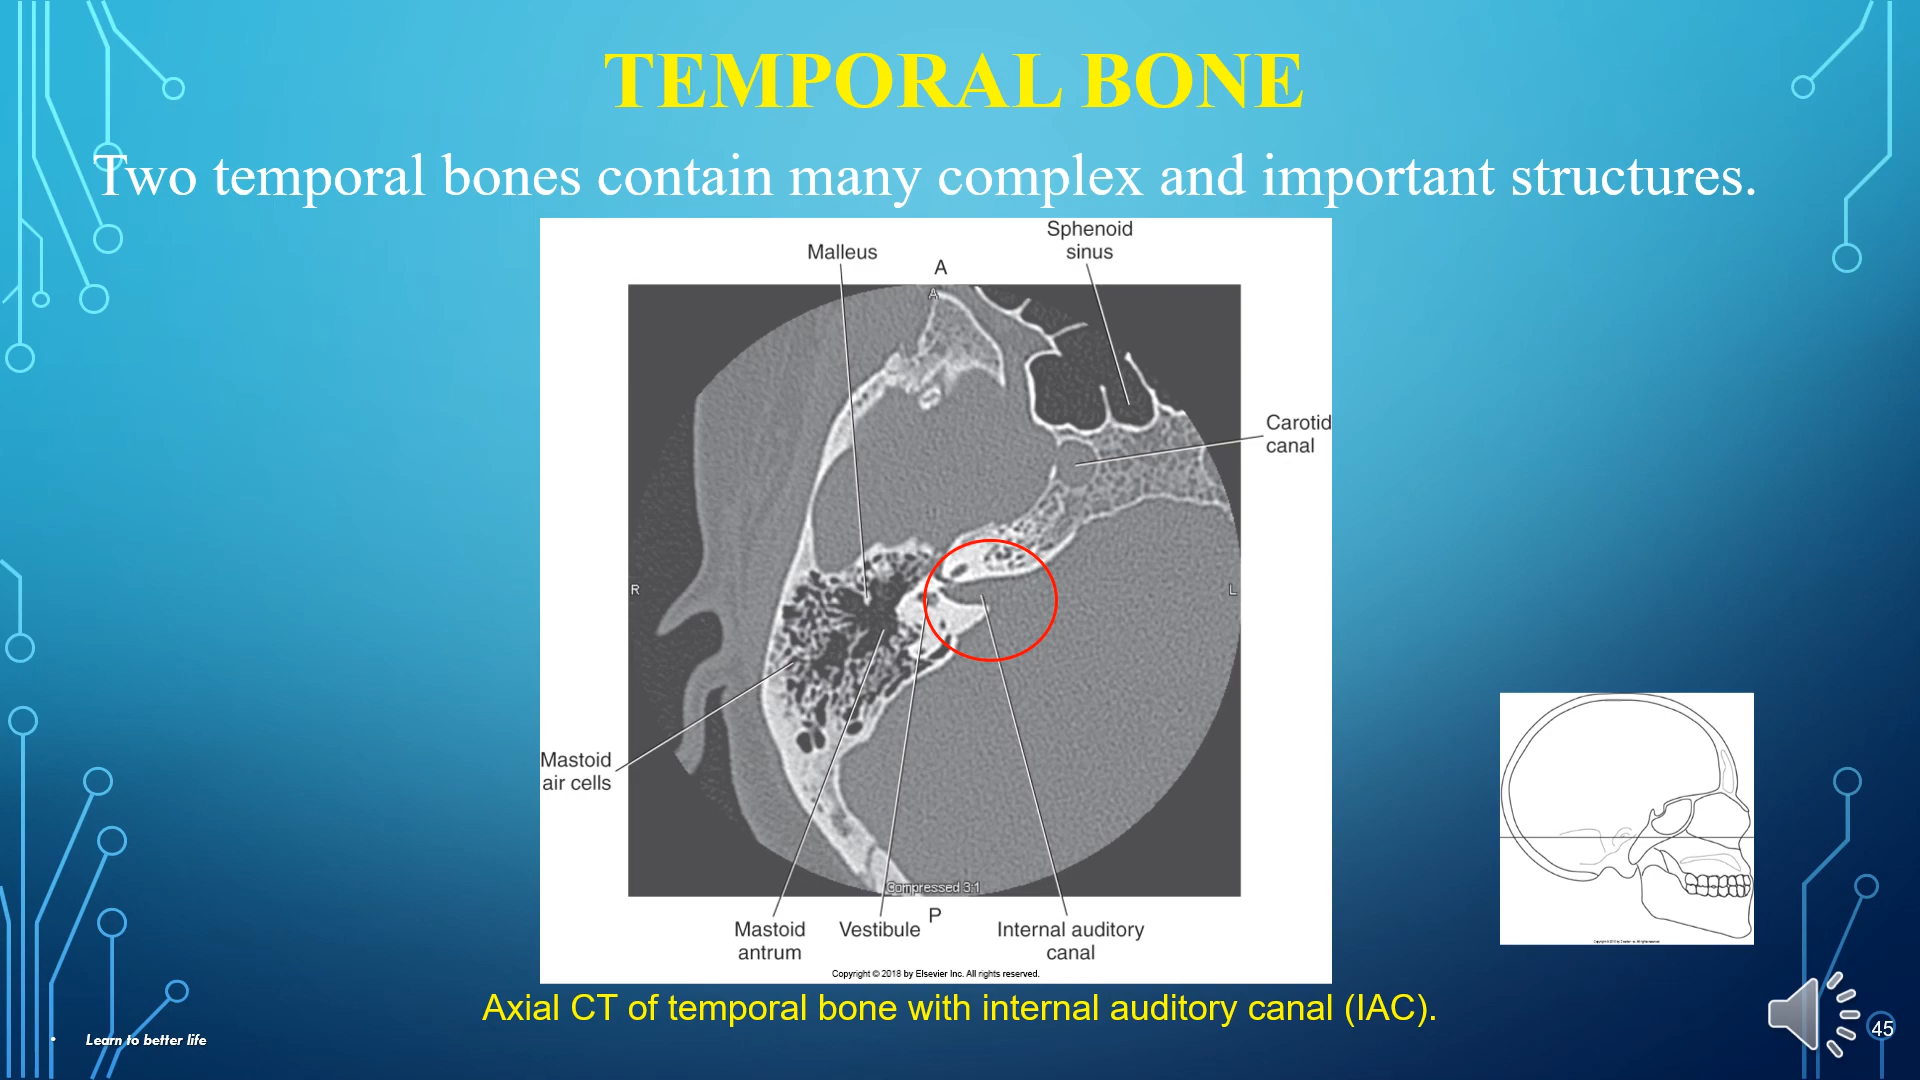 TEMPORAL BONE
Two temporal bones contain many complex and important structures.
Sphenoid
sinus
Malleus
A
A
Carotid
canal
R
L
Mastoid
air cells
Compressed 3:1
P
Mastoid
antrum
Vestibule
Internal auditory
canal
Copyright © 2018 by Elsevier Inc. All rights reserved.
Axial CT of temporal bone with internal auditory canal (IAC).
• Learn to better life
45